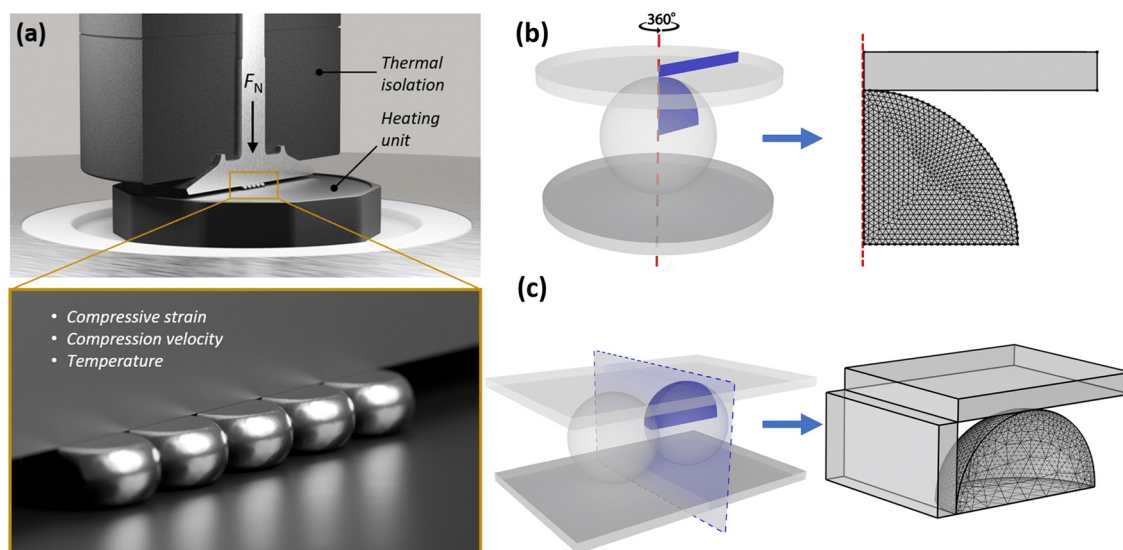 (a)
Thermal
isolation
F_N
Heating
unit
• Compressive strain
• Compression velocity
• Temperature
(b)
360°
(c)